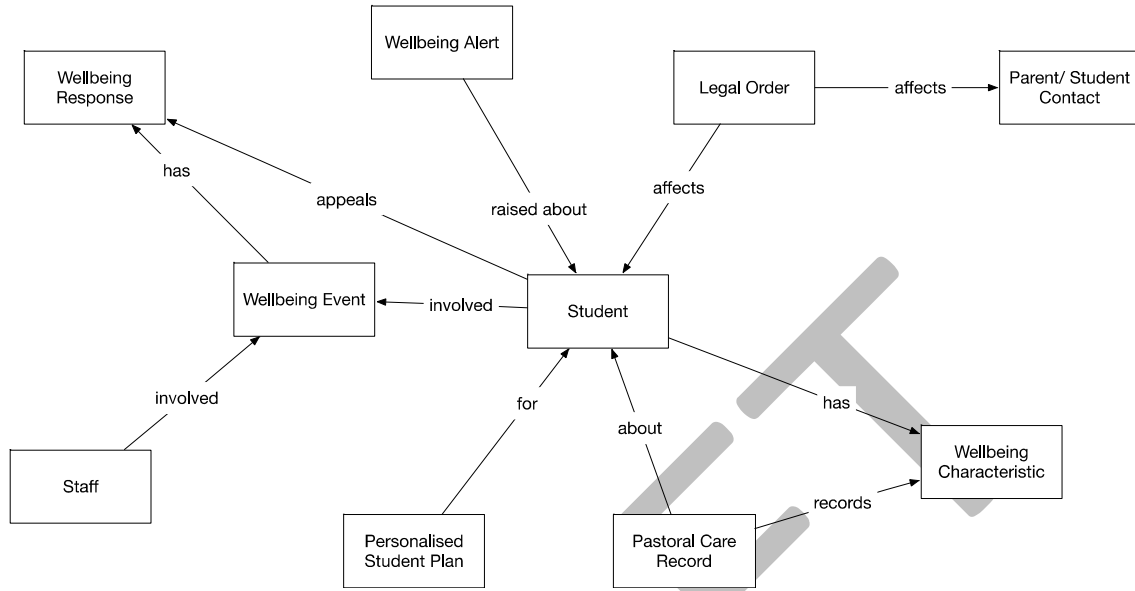 Wellbeing Alert
Wellbeing
Response
Legal Order
affects
Parent/ Student
Contact
has
appeals
raised about
affects
Wellbeing Event
involved
Student
involved
for
about
has
Staff
Wellbeing
Characteristic
records
Personalised
Student Plan
Pastoral Care
Record